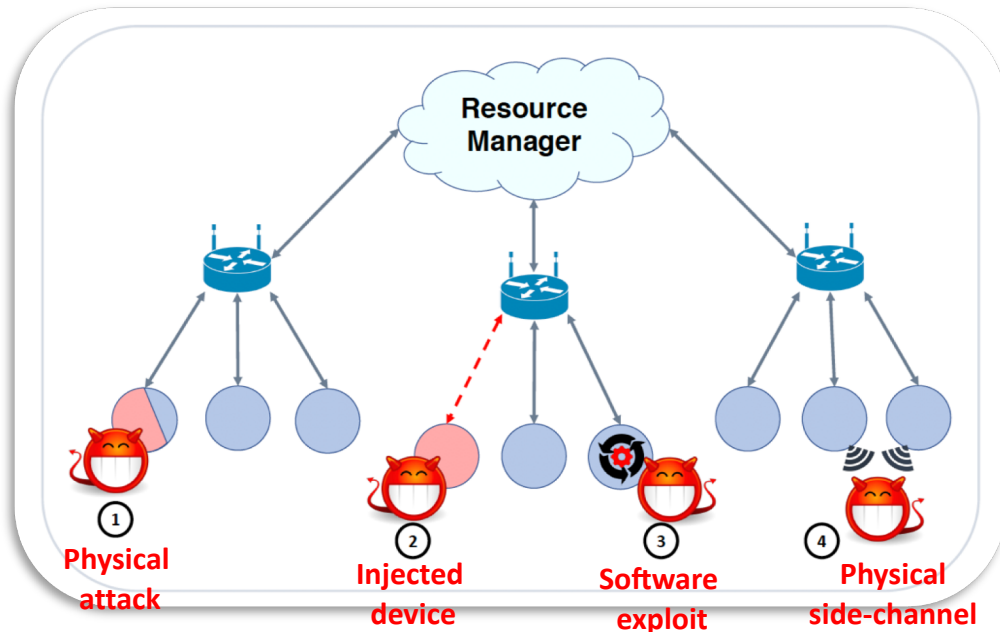 Resource
Manager
1
Physical
attack
2
Injected
device
3
Software
exploit
4
Physical
side-channel